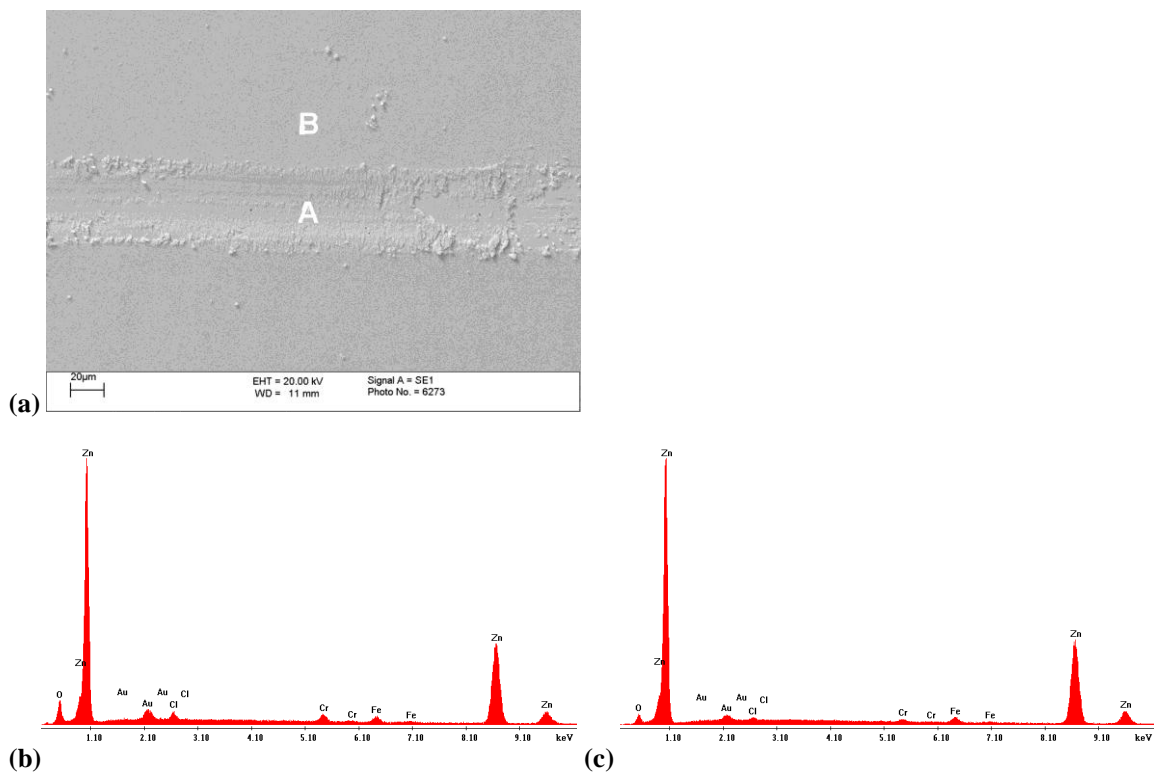 B
A
20µm
EHT = 20.00 kV Signal A = SE1
WD = 11 mm Photo No. = 6273
(a)
Zn
Zn
Zn
O Au Au Cl
Au Cl Cr Cr Fe Fe Zn
1.10 2.10 3.10 4.10 5.10 6.10 7.10 8.10 9.10 keV
(b)
Zn
Zn
Zn
O Au Au Cl
Au Cl Cr Cr Fe Fe Zn
1.10 2.10 3.10 4.10 5.10 6.10 7.10 8.10 9.10 keV
(c)